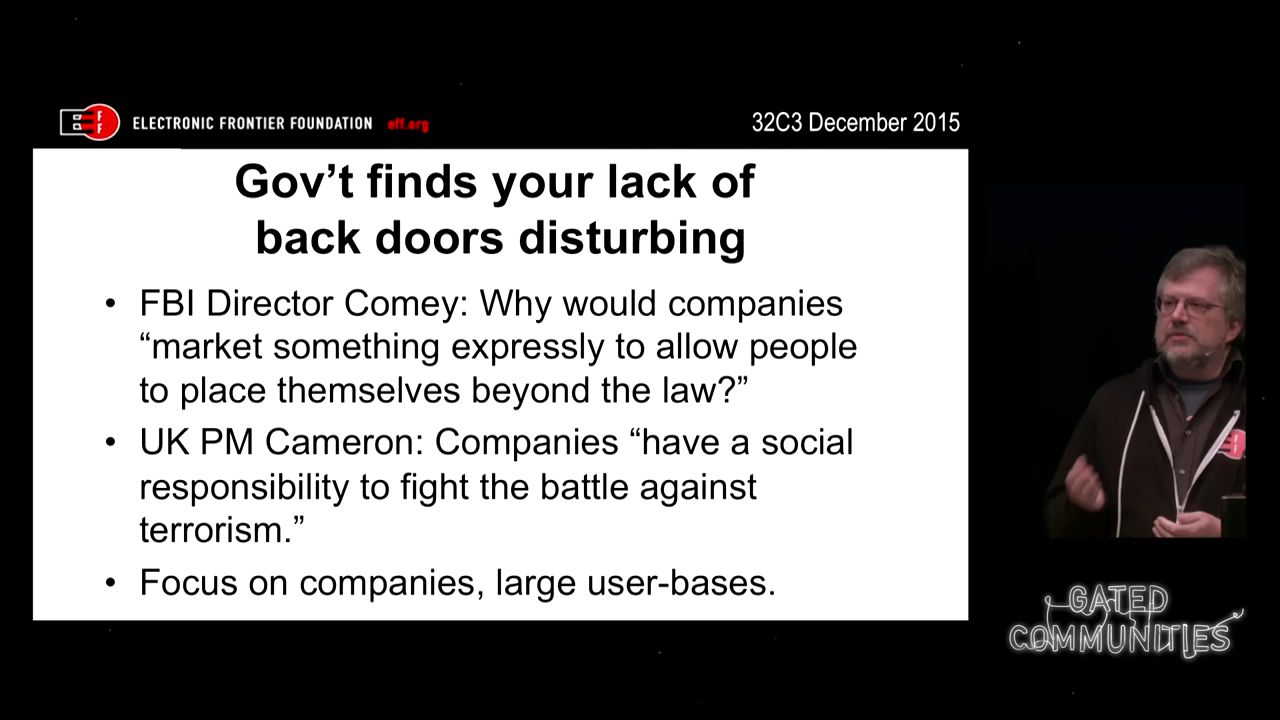 EFF
ELECTRONIC FRONTIER FOUNDATION eff.org
32C3 December 2015
Gov’t finds your lack of
back doors disturbing
• FBI Director Comey: Why would companies
“market something expressly to allow people
to place themselves beyond the law?”
• UK PM Cameron: Companies “have a social
responsibility to fight the battle against
terrorism.”
• Focus on companies, large user-bases.
GATED
COMMUNITIES